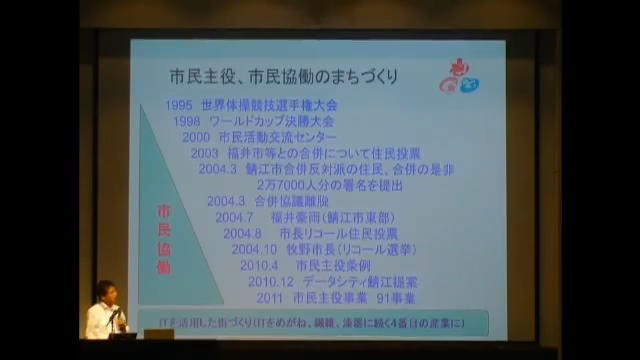 市民主役、市民協働のまちづくり
1995 世界体操競技選手権大会
1998 ワールドカップ決勝大会
2000 市民活動交流センター
2003 福井市等との合併について住民投票
2004.3 鯖江市合併反対派の住民、合併の是非
2万7000人分の署名を提出
2004.3 合併協議離脱
2004.7 福井豪雨(鯖江市東部)
2004.8 市長リコール住民投票
2004.10 牧野市長(リコール選挙)
2010.4 市民主役条例
2010.12 データシティ鯖江提案
2011 市民主役事業 91事業
市民協働
ITを活用した街づくり(ITをめがね、繊維、漆器に続く4番目の産業に)